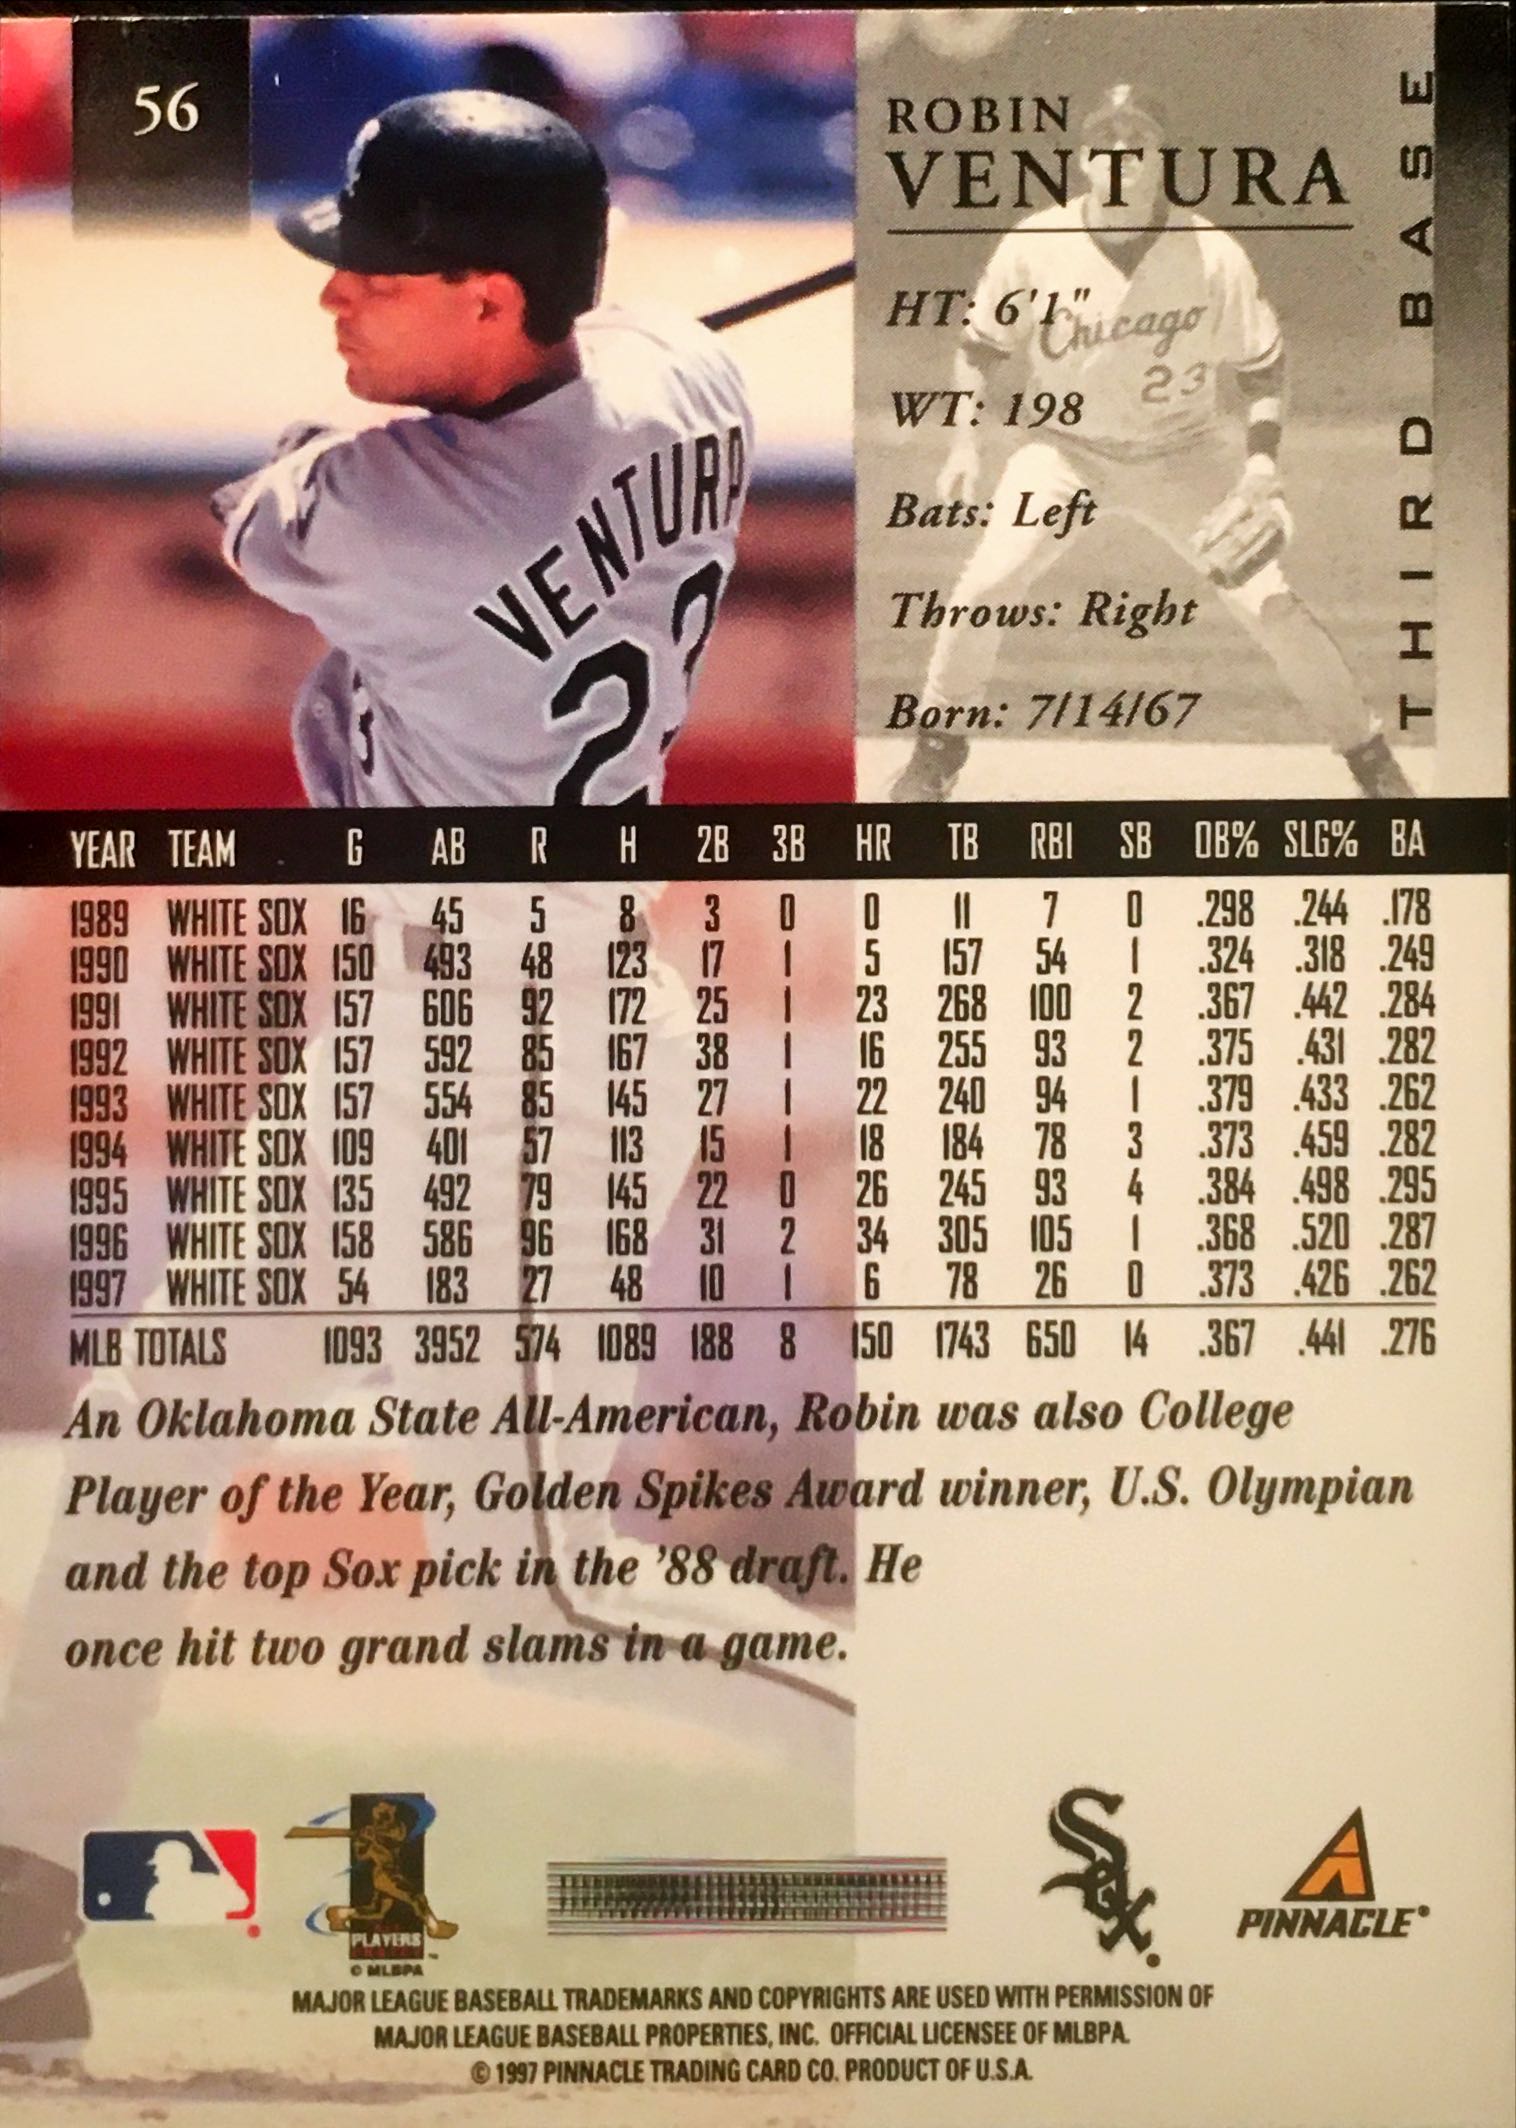 56
ROBIN
VENTURA
THIRD BASE
HT: 6'1"
WT: 198
Bats: Left
Throws: Right
Born: 7/14/67
Chicago
23
VENTURA
23
YEAR TEAM G AB R H 2B 3B HR TB RBI SB OB% SLG% BA
1989 WHITE SOX 16 45 5 8 3 0 0 11 7 0 .298 .244 .178
1990 WHITE SOX 150 493 48 123 17 1 5 157 54 1 .324 .318 .249
1991 WHITE SOX 157 606 92 172 25 1 23 268 100 2 .367 .442 .284
1992 WHITE SOX 157 592 85 167 38 1 16 255 93 2 .375 .431 .282
1993 WHITE SOX 157 554 85 145 27 1 22 240 94 1 .379 .433 .262
1994 WHITE SOX 109 401 57 113 15 1 18 184 78 3 .373 .459 .282
1995 WHITE SOX 135 492 79 145 22 0 26 245 93 4 .384 .498 .295
1996 WHITE SOX 158 586 96 168 31 2 34 305 105 1 .368 .520 .287
1997 WHITE SOX 54 183 27 48 10 1 6 78 26 0 .373 .426 .262
MLB TOTALS 1093 3952 574 1089 188 8 150 1743 650 14 .367 .441 .276
An Oklahoma State All-American, Robin was also College
Player of the Year, Golden Spikes Award winner, U.S. Olympian
and the top Sox pick in the '88 draft. He
once hit two grand slams in a game.
PLAYERS
© MLBPA
Sox
PINNACLE®
MAJOR LEAGUE BASEBALL TRADEMARKS AND COPYRIGHTS ARE USED WITH PERMISSION OF
MAJOR LEAGUE BASEBALL PROPERTIES, INC. OFFICIAL LICENSEE OF MLBPA.
© 1997 PINNACLE TRADING CARD CO. PRODUCT OF U.S.A.